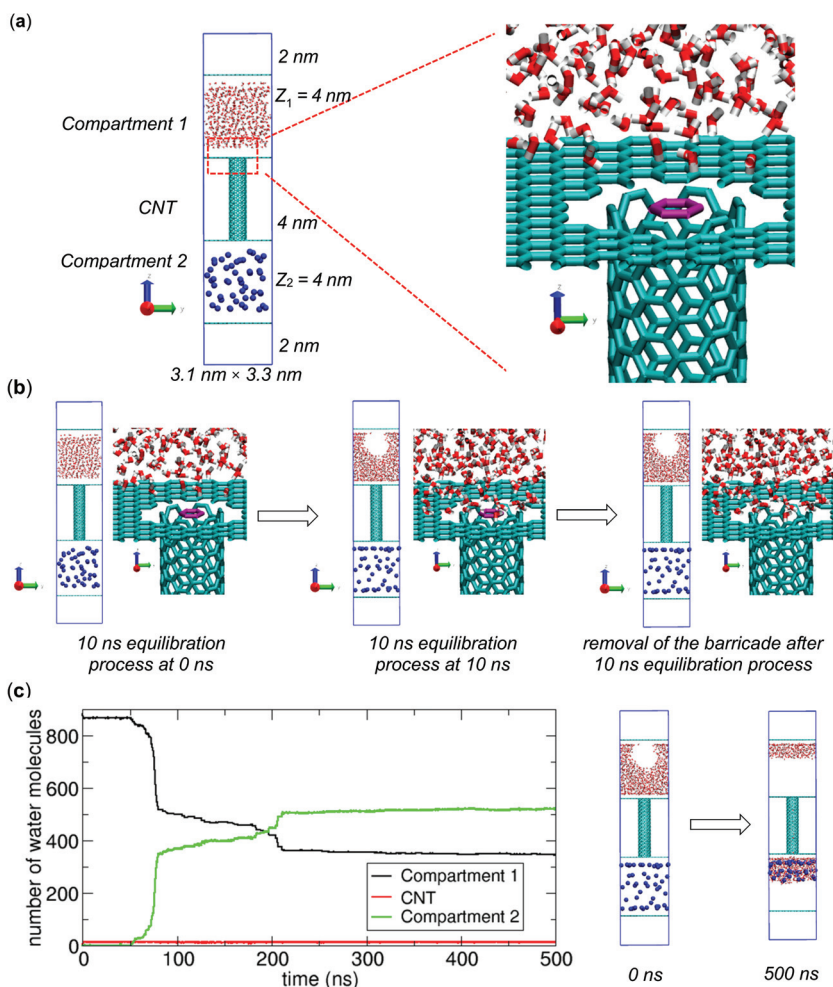 (a)
2 nm
Z1 = 4 nm
Compartment 1
CNT
4 nm
Compartment 2
Z2 = 4 nm
z
y
2 nm
3.1 nm × 3.3 nm
z
y
(b)
10 ns equilibration
process at 0 ns
10 ns equilibration
process at 10 ns
removal of the barricade after
10 ns equilibration process
(c)
number of water molecules
800
600
400
200
0
Compartment 1
CNT
Compartment 2
0
100
200
300
400
500
time (ns)
0 ns
500 ns